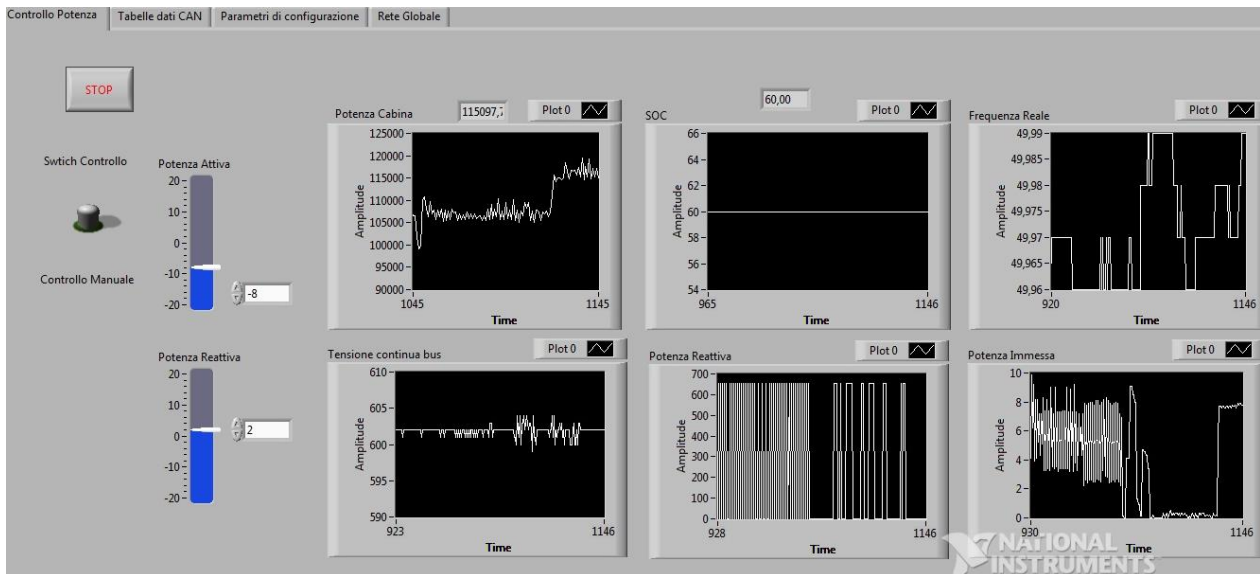 Controllo Potenza Tabelle dati CAN Parametri di configurazione Rete Globale
STOP
Swtich Controllo
Controllo Manuale
Potenza Attiva
20
10
0
-10
-20
-8
Potenza Reattiva
20
10
0
-10
-20
2
Potenza Cabina
115097,
Plot 0
125000
120000
115000
110000
105000
100000
95000
90000
Amplitude
1045 1145
Time
SOC
60,00
Plot 0
66
64
62
60
58
56
54
Amplitude
965 1146
Time
Frequenza Reale
Plot 0
49,99
49,985
49,98
49,975
49,97
49,965
49,96
Amplitude
920 1146
Time
Tensione continua bus
Plot 0
610
605
600
595
590
Amplitude
923 1146
Time
Potenza Reattiva
Plot 0
700
600
500
400
300
200
100
0
Amplitude
928 1146
Time
Potenza Immessa
Plot 0
10
8
6
4
2
0
Amplitude
930 1146
Time
NATIONAL
INSTRUMENTS